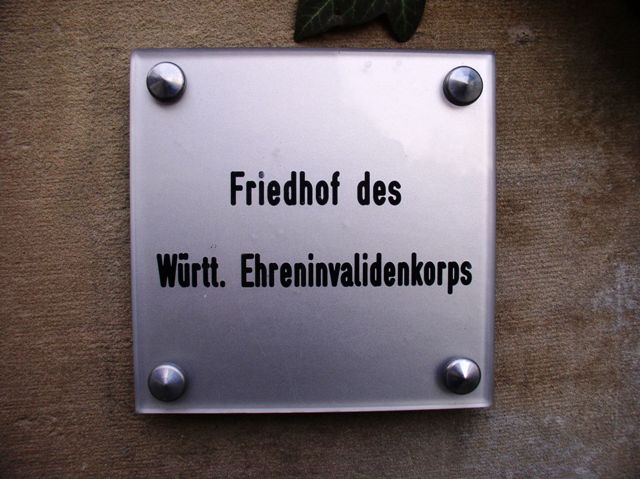 Friedhof des
Württ. Ehreninvalidenkorps